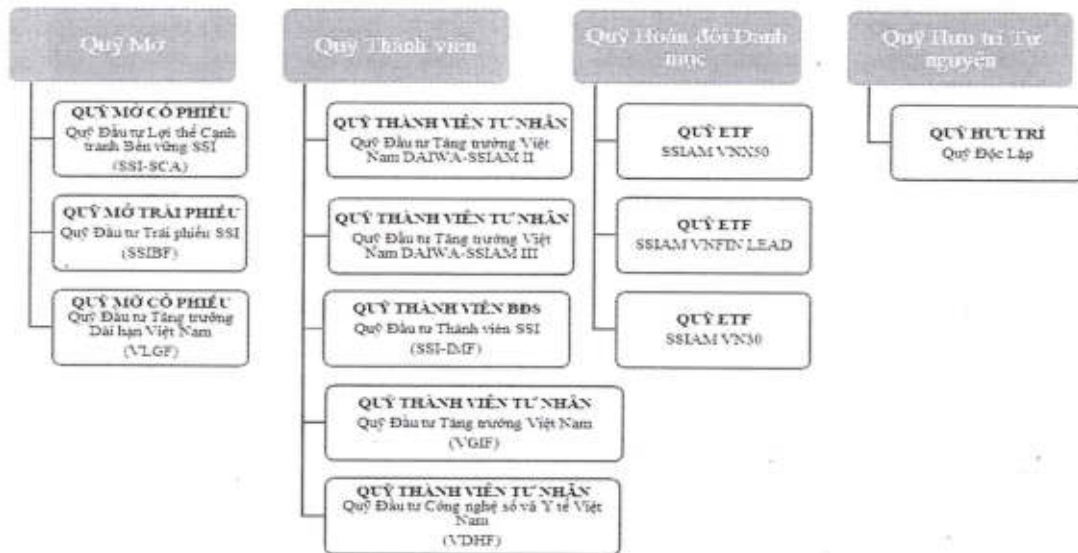 Quỹ Mở
QUỸ MỞ CỔ PHIẾU
Quỹ Đầu tư Lợi thế Cạnh
tranh Bền vững SSI
(SSI-SCA)
QUỸ MỞ TRÁI PHIẾU
Quỹ Đầu tư Trái phiếu SSI
(SSIBF)
QUỸ MỞ CỔ PHIẾU
Quỹ Đầu tư Tăng trưởng
Dài hạn Việt Nam
(VLGF)
Quỹ Thành viên
QUỸ THÀNH VIÊN TƯ NHÂN
Quỹ Đầu tư Tăng trưởng Việt
Nam DAIWA-SSIAM II
QUỸ THÀNH VIÊN TƯ NHÂN
Quỹ Đầu tư Tăng trưởng Việt
Nam DAIWA-SSIAM III
QUỸ THÀNH VIÊN BĐS
Quỹ Đầu tư Thành viên SSI
(SSI-IMF)
QUỸ THÀNH VIÊN TƯ NHÂN
Quỹ Đầu tư Tăng trưởng Việt Nam
(VGIF)
QUỸ THÀNH VIÊN TƯ NHÂN
Quỹ Đầu tư Công nghệ số và Y tế Việt
Nam
(VDHF)
Quỹ Hoán đổi Danh
mục
QUỸ ETF
SSIAM VNX50
QUỸ ETF
SSIAM VNFIN LEAD
QUỸ ETF
SSIAM VN30
Quỹ Hưu trí Tự
nguyện
QUỸ HƯU TRÍ
Quỹ Độc Lập